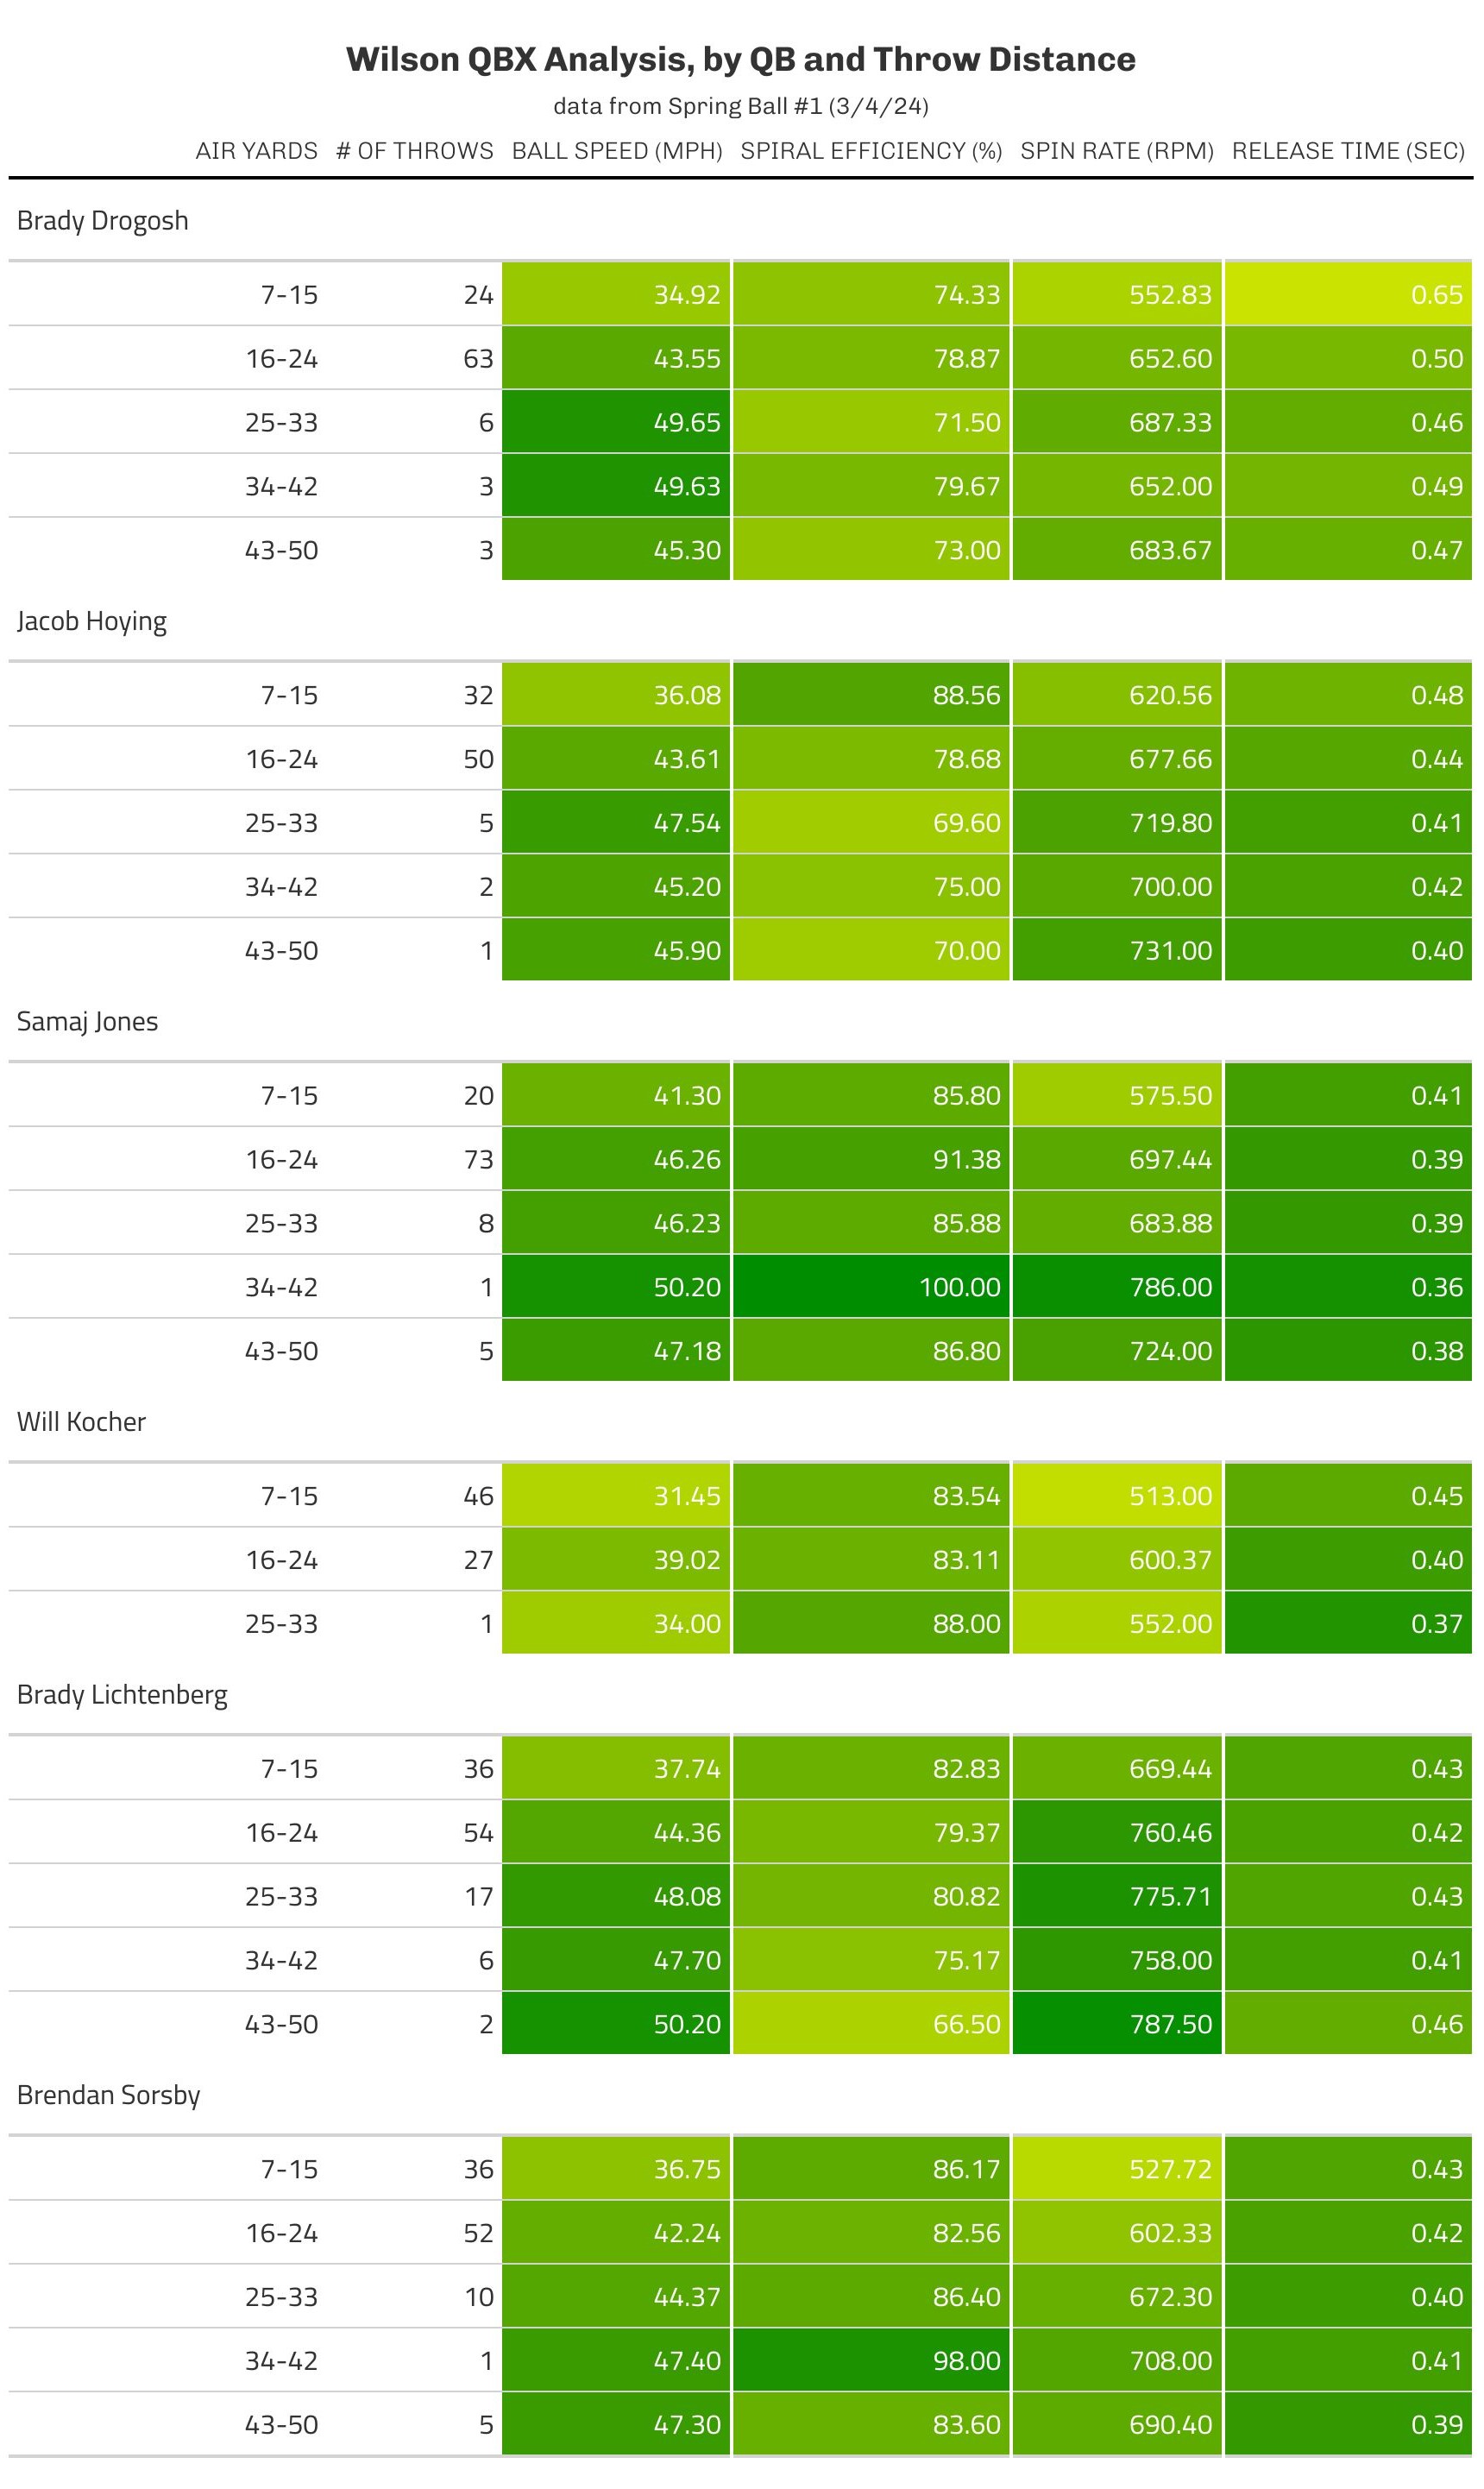 Wilson QBX Analysis, by QB and Throw Distance
data from Spring Ball #1 (3/4/24)
AIR YARDS # OF THROWS BALL SPEED (MPH) SPIRAL EFFICIENCY (%) SPIN RATE (RPM) RELEASE TIME (SEC)
Brady Drogosh
7-15 24 34.92 74.33 552.83 0.65
16-24 63 43.55 78.87 652.60 0.50
25-33 6 49.65 71.50 687.33 0.46
34-42 3 49.63 79.67 652.00 0.49
43-50 3 45.30 73.00 683.67 0.47
Jacob Hoying
7-15 32 36.08 88.56 620.56 0.48
16-24 50 43.61 78.68 677.66 0.44
25-33 5 47.54 69.60 719.80 0.41
34-42 2 45.20 75.00 700.00 0.42
43-50 1 45.90 70.00 731.00 0.40
Samaj Jones
7-15 20 41.30 85.80 575.50 0.41
16-24 73 46.26 91.38 697.44 0.39
25-33 8 46.23 85.88 683.88 0.39
34-42 1 50.20 100.00 786.00 0.36
43-50 5 47.18 86.80 724.00 0.38
Will Kocher
7-15 46 31.45 83.54 513.00 0.45
16-24 27 39.02 83.11 600.37 0.40
25-33 1 34.00 88.00 552.00 0.37
Brady Lichtenberg
7-15 36 37.74 82.83 669.44 0.43
16-24 54 44.36 79.37 760.46 0.42
25-33 17 48.08 80.82 775.71 0.43
34-42 6 47.70 75.17 758.00 0.41
43-50 2 50.20 66.50 787.50 0.46
Brendan Sorsby
7-15 36 36.75 86.17 527.72 0.43
16-24 52 42.24 82.56 602.33 0.42
25-33 10 44.37 86.40 672.30 0.40
34-42 1 47.40 98.00 708.00 0.41
43-50 5 47.30 83.60 690.40 0.39